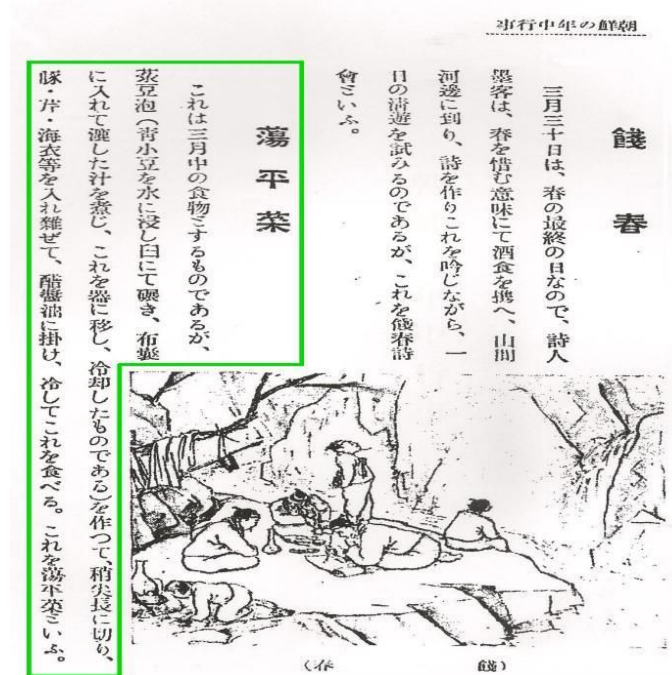 朝鮮の年中行事
餞春
三月三十日は、春の最終の日なので、詩人
墨客は、春を惜む意味にて酒食を携へ、山間
河邊に到り、詩を作りこれを吟じながら、一
日の清遊を試みるのであるが、これを餞春詩
會といふ。
蕩平菜
これは三月中の食物とするものであるが、
菉豆泡(靑小豆を水に浸し臼にて碾き、布嚢
に入れて漉した汁を煮じ、これを器に移し、冷却したものである)を作つて、稍尖長に切り、
豚・芹・海衣等を入れ雜ぜて、醋醬油に掛け、冷してこれを食べる。これを蕩平菜といふ。
(餞春)